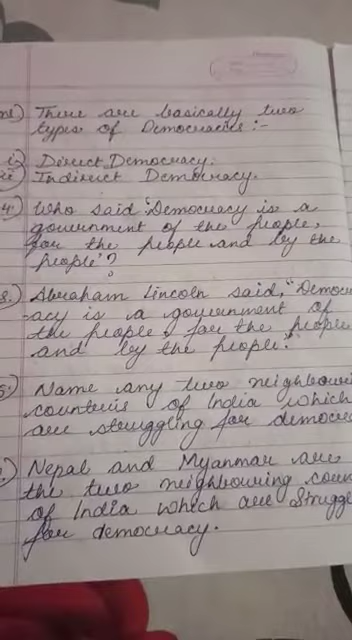 ns) There are basically two
types of Democracies :-
i) Direct Democracy.
ii) Indirect Democracy.
4. Who said "Democracy is a
government of the people,
for the people and by the
people"?
s. Abraham Lincoln said, "Democ
acy is a government of
the people, for the people
and by the people."
5. Name any two neighbouri
counteris of India which
are struggling for democra
s.) Nepal and Myanmar are
the two neighbouring coun
of India which are struggl
for democracy.